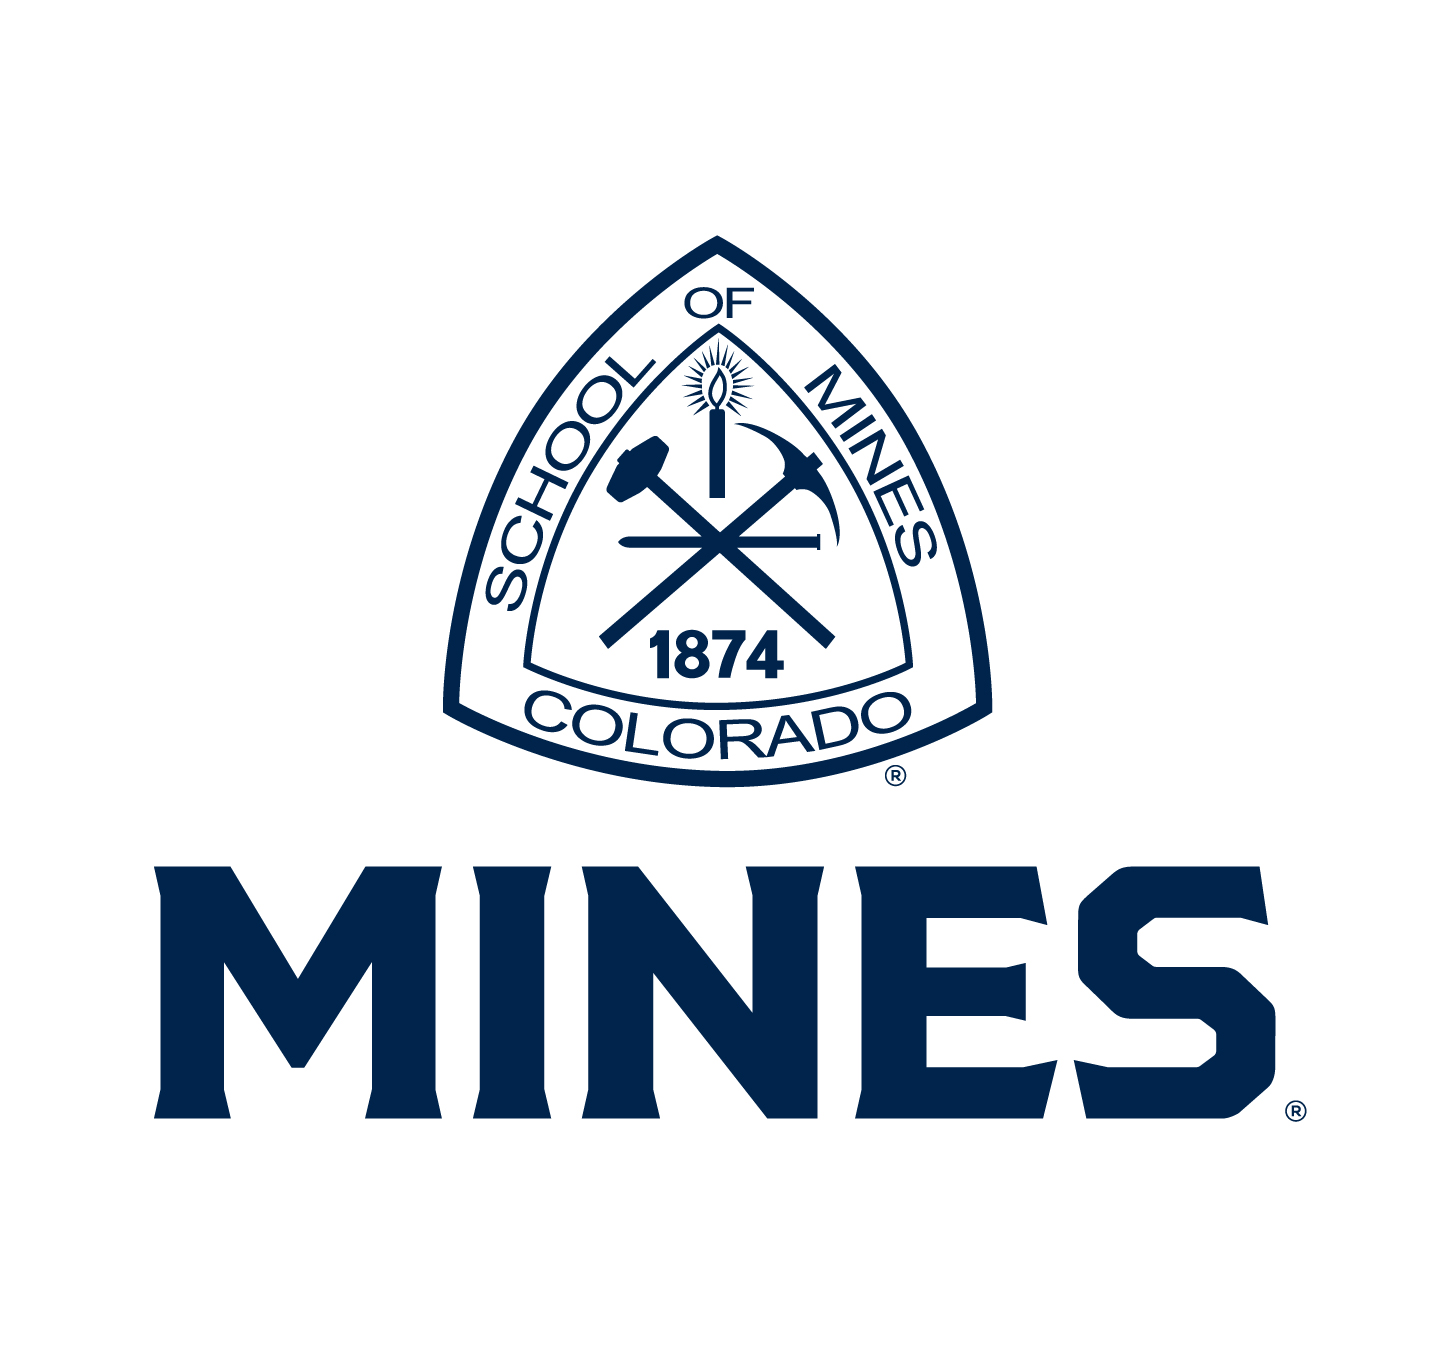 SCHOOL OF MINES
1874
COLORADO
®
MINES®